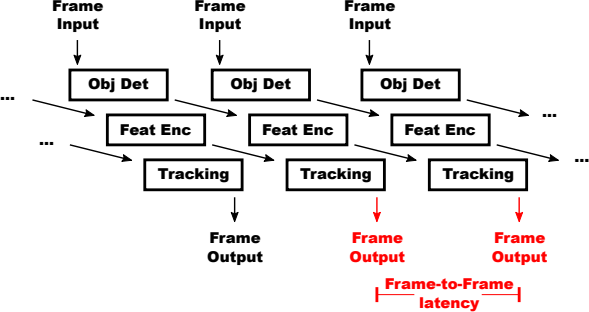 Frame Input
Frame Input
Frame Input
Obj Det
Obj Det
Obj Det
...
...
Feat Enc
Feat Enc
Feat Enc
...
...
Tracking
Tracking
Tracking
Frame Output
Frame Output
Frame Output
Frame-to-Frame
latency